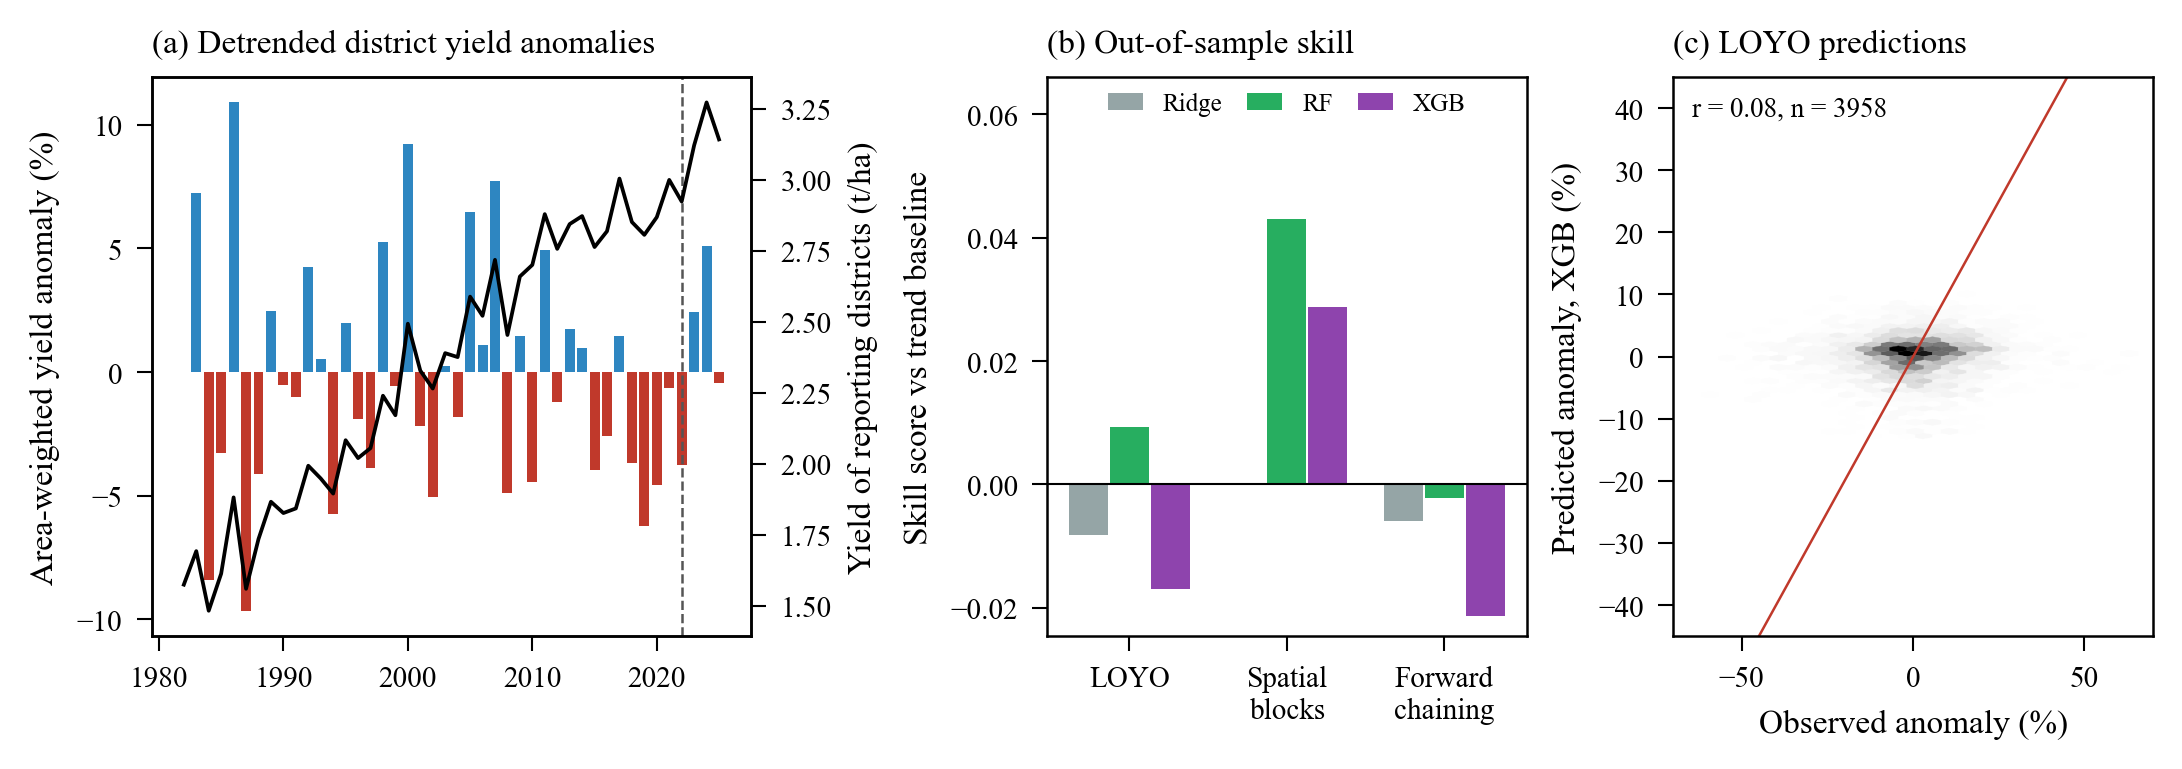 (a) Detrended district yield anomalies
Area-weighted yield anomaly (%)
10
5
0
−5
−10
1980
1990
2000
2010
2020
3.25
3.00
2.75
2.50
2.25
2.00
1.75
1.50
Yield of reporting districts (t/ha)
(b) Out-of-sample skill
Skill score vs trend baseline
Ridge
RF
XGB
0.06
0.04
0.02
0.00
−0.02
LOYO
Spatial
blocks
Forward
chaining
(c) LOYO predictions
Predicted anomaly, XGB (%)
r = 0.08, n = 3958
40
30
20
10
0
−10
−20
−30
−40
−50
0
50
Observed anomaly (%)